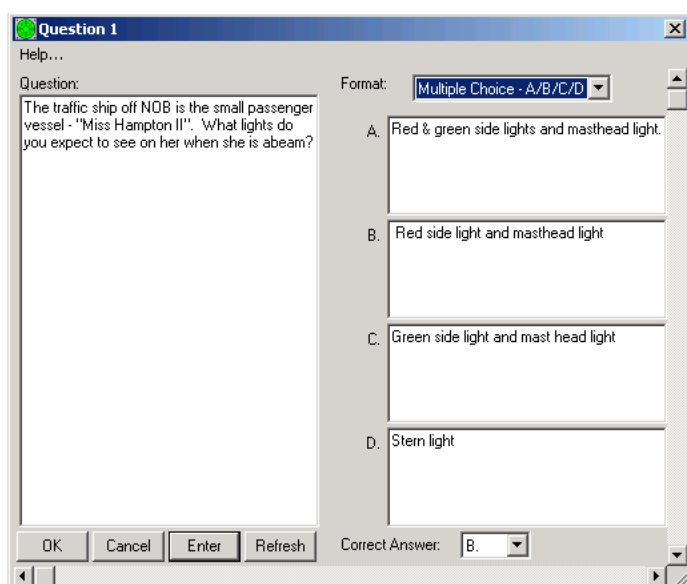 Question 1
Help...
Question:
The traffic ship off NOB is the small passenger
vessel - "Miss Hampton II".  What lights do
you expect to see on her when she is abeam?
Format:
Multiple Choice - A/B/C/D
A.
Red & green side lights and masthead light.
B.
Red side light and masthead light
C.
Green side light and mast head light
D.
Stern light
OK
Cancel
Enter
Refresh
Correct Answer:
B.